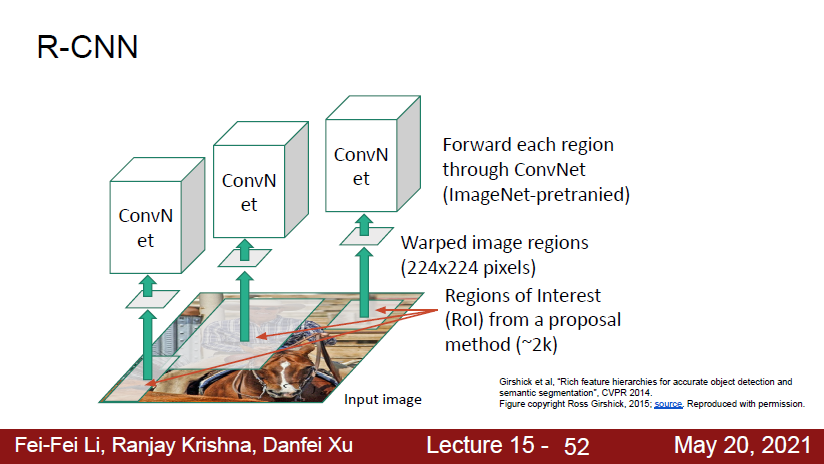 R-CNN
ConvN
et
ConvN
et
ConvN
et
Forward each region
through ConvNet
(ImageNet-pretranied)
Warped image regions
(224x224 pixels)
Regions of Interest
(RoI) from a proposal
method (~2k)
Input image
Girshick et al, "Rich feature hierarchies for accurate object detection and
semantic segmentation", CVPR 2014.
Figure copyright Ross Girshick, 2015; source. Reproduced with permission.
Fei-Fei Li, Ranjay Krishna, Danfei Xu Lecture 15 - 52 May 20, 2021